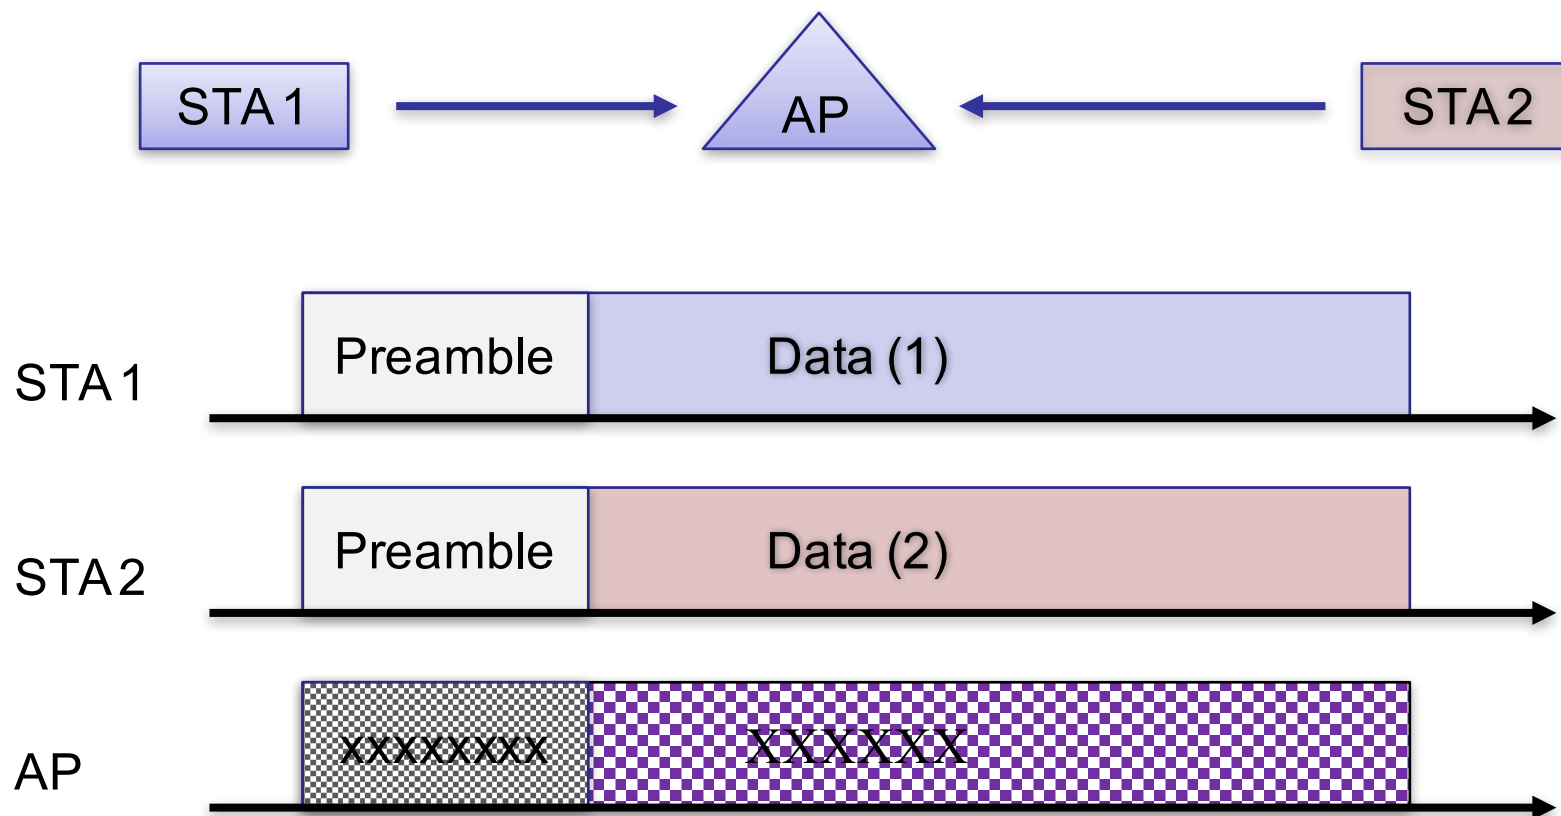 STA 1
AP
STA 2
STA 1
Preamble
Data (1)
STA 2
Preamble
Data (2)
AP
xxxxxxxx
XXXXXX